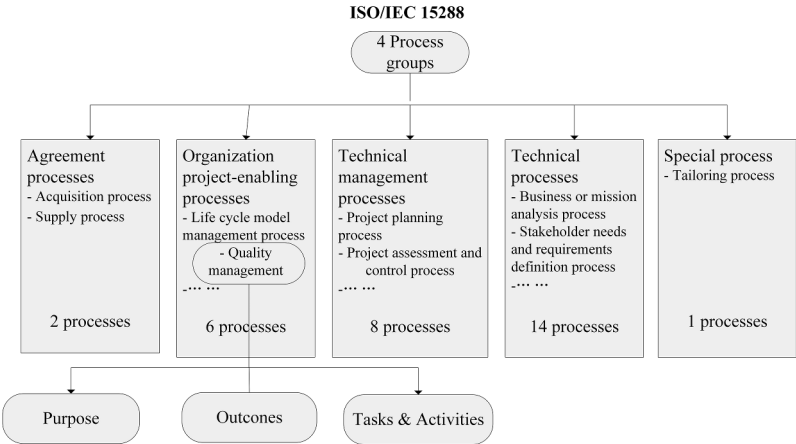 ISO/IEC 15288
4 Process
groups
Agreement
processes
- Acquisition process
- Supply process
2 processes
Organization
project-enabling
processes
- Life cycle model
management process
- Quality
management
-··· ···
6 processes
Technical
management
processes
- Project planning
process
- Project assessment and
control process
-··· ···
8 processes
Technical processes
- Business or mission
analysis process
- Stakeholder needs
and requirements
definition process
-··· ···
14 processes
Special process
- Tailoring process
1 processes
Purpose
Outcomes
Tasks & Activities